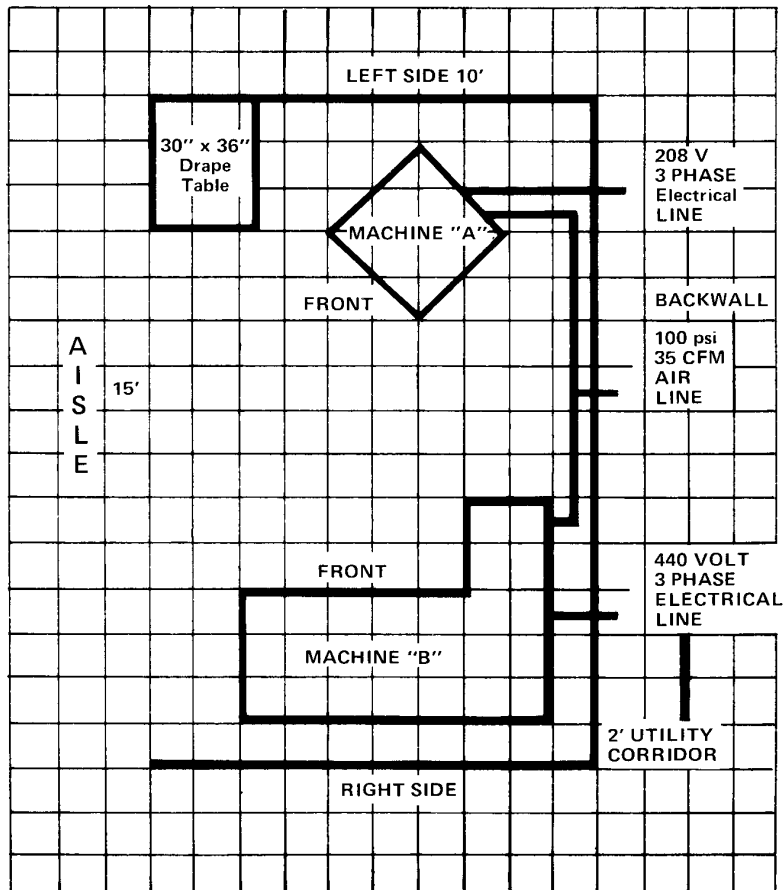 LEFT SIDE 10'
30" x 36"
Drape
Table
208 V
3 PHASE
Electrical
LINE
MACHINE "A"
FRONT
BACKWALL
100 psi
35 CFM
AIR
LINE
AISLE
15'
FRONT
440 VOLT
3 PHASE
ELECTRICAL
LINE
MACHINE "B"
2' UTILITY
CORRIDOR
RIGHT SIDE